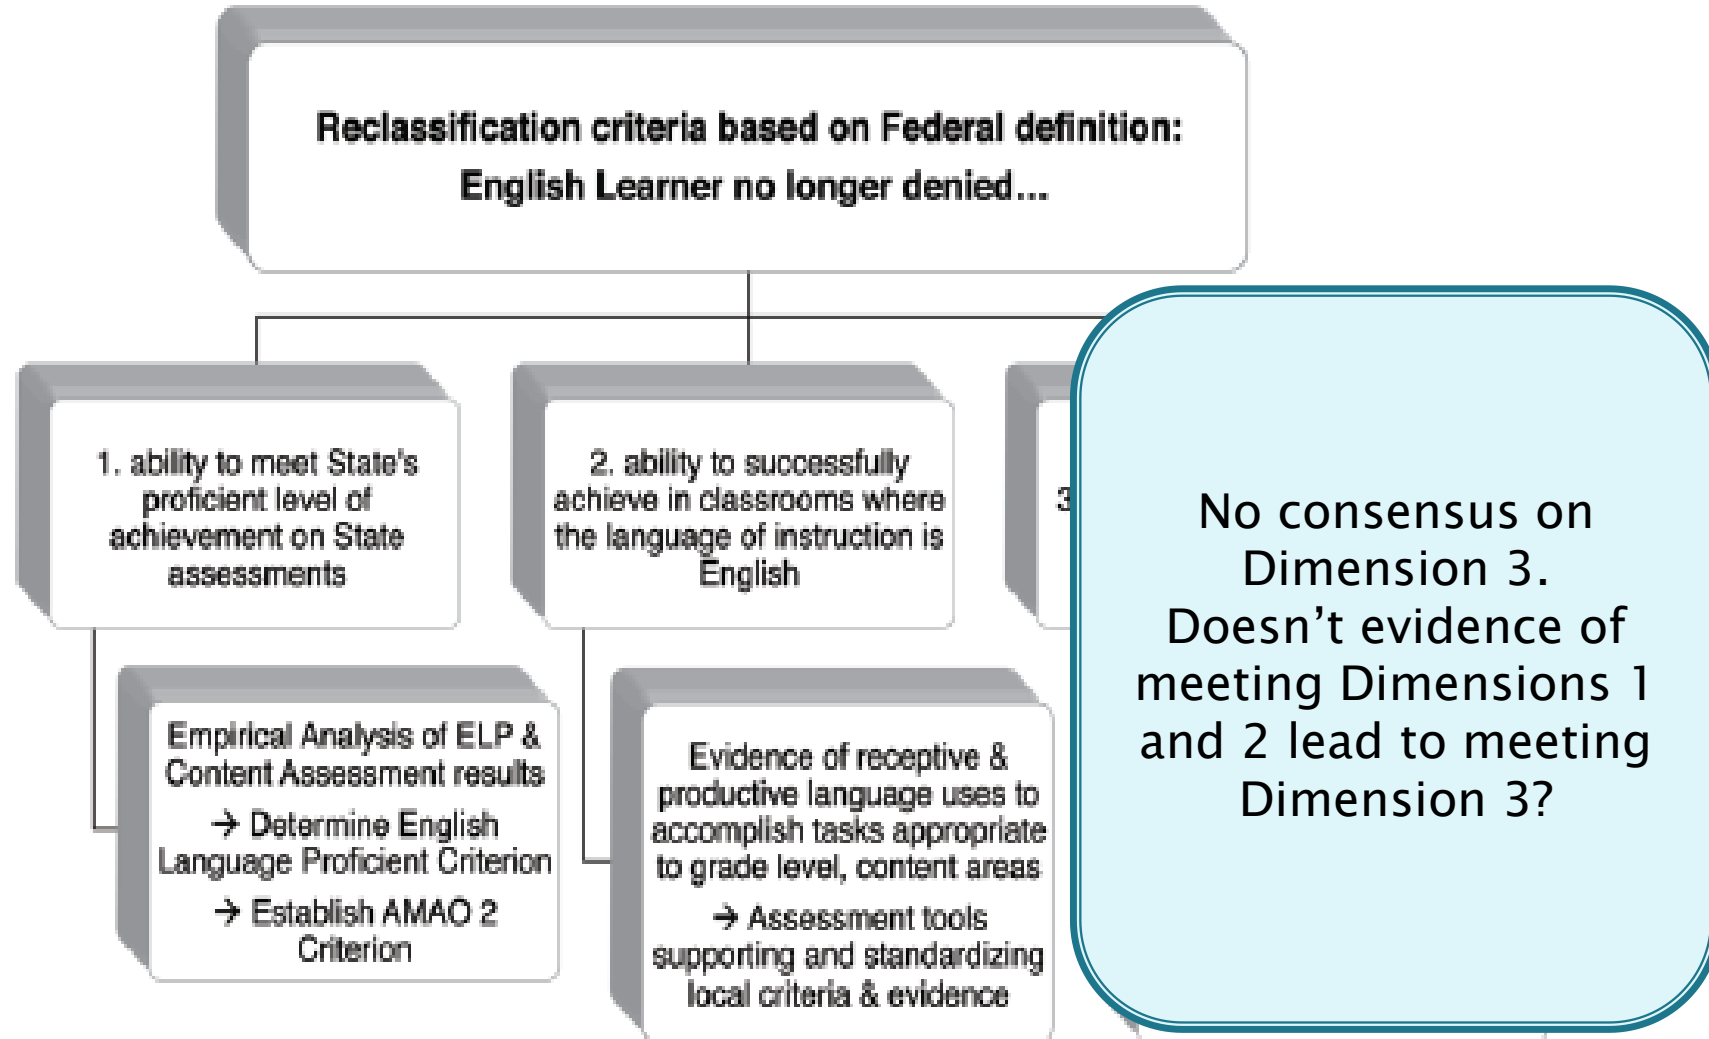 Reclassification criteria based on Federal definition:
English Learner no longer denied...
1. ability to meet State's
proficient level of
achievement on State
assessments
2. ability to successfully
achieve in classrooms where
the language of instruction is
English
3
Empirical Analysis of ELP &
Content Assessment results
→ Determine English
Language Proficient Criterion
→ Establish AMAO 2
Criterion
Evidence of receptive &
productive language uses to
accomplish tasks appropriate
to grade level, content areas
→ Assessment tools
supporting and standardizing
local criteria & evidence
No consensus on
Dimension 3.
Doesn’t evidence of
meeting Dimensions 1
and 2 lead to meeting
Dimension 3?